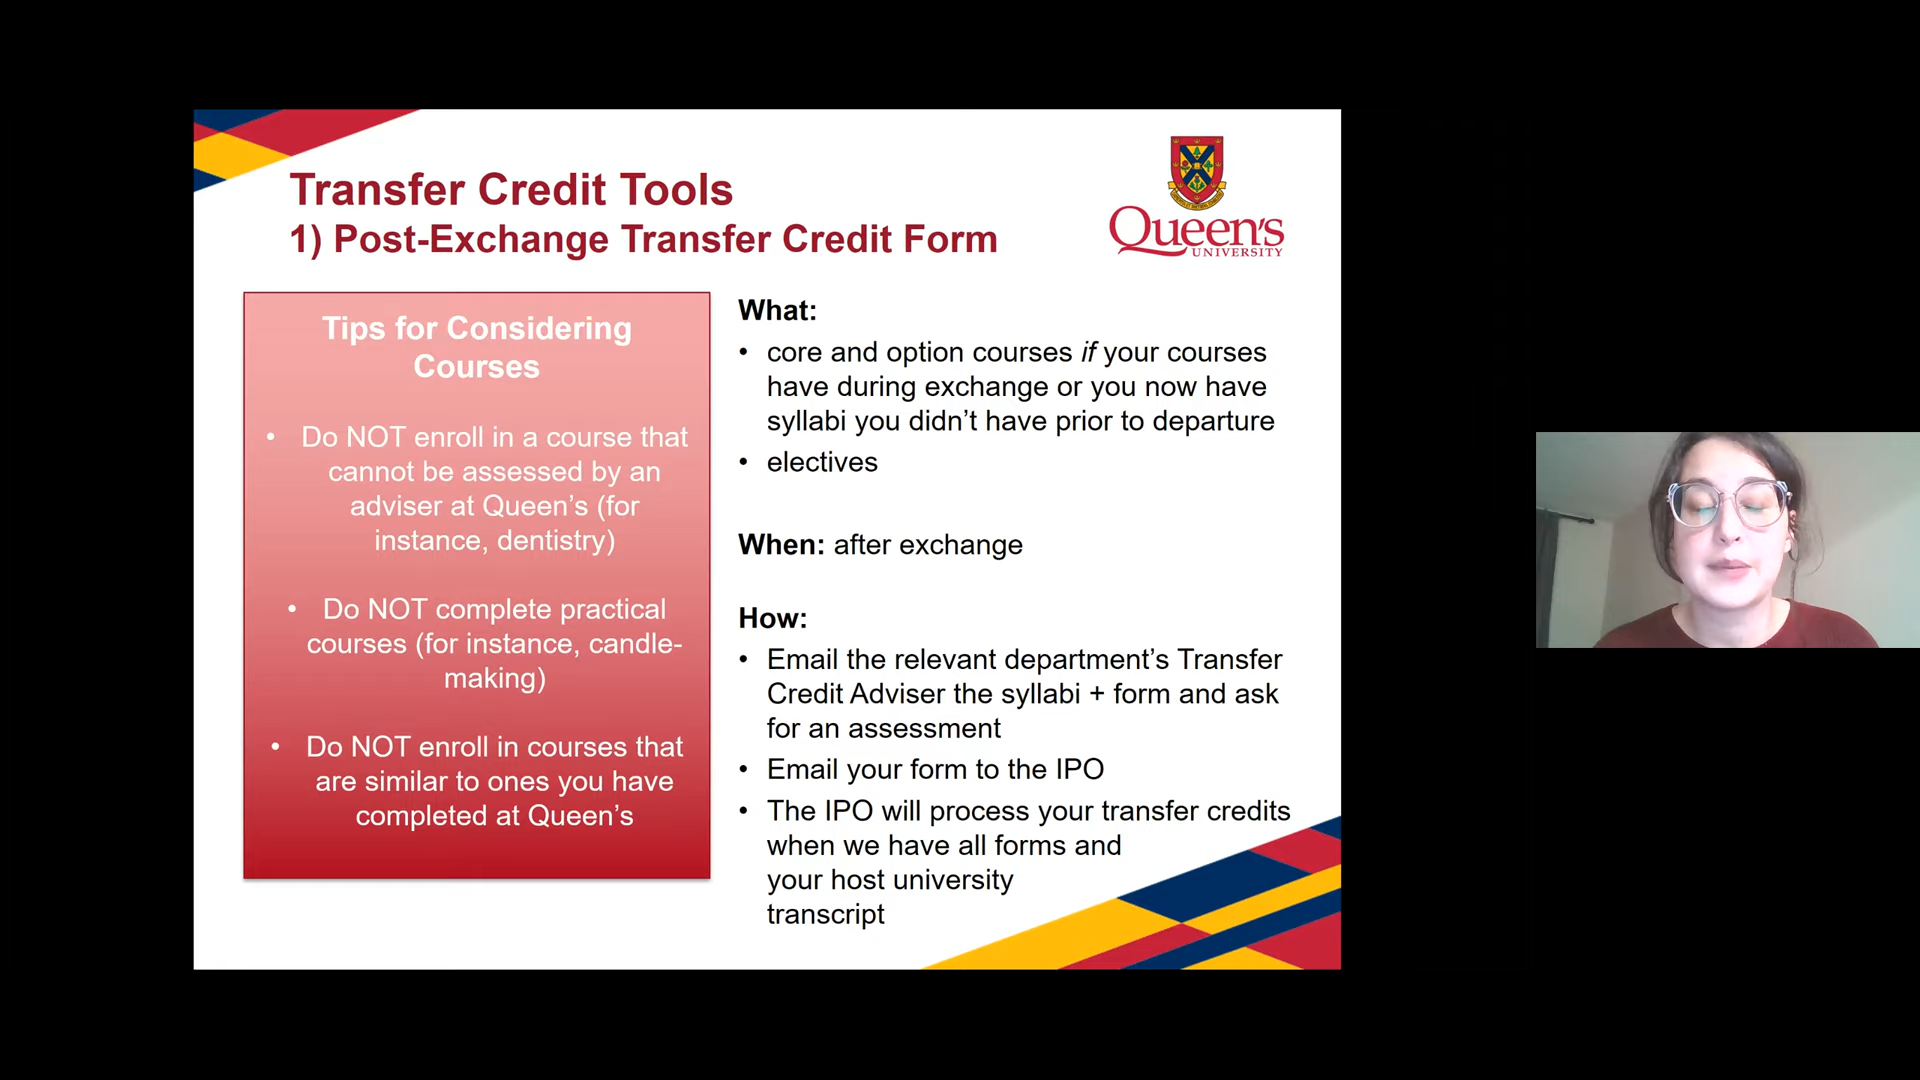 Transfer Credit Tools
1) Post-Exchange Transfer Credit Form
Queen's
UNIVERSITY
Tips for Considering
Courses
• Do NOT enroll in a course that
cannot be assessed by an
adviser at Queen’s (for
instance, dentistry)
• Do NOT complete practical
courses (for instance, candle-
making)
• Do NOT enroll in courses that
are similar to ones you have
completed at Queen’s
What:
• core and option courses if your courses
have during exchange or you now have
syllabi you didn’t have prior to departure
• electives
When: after exchange
How:
• Email the relevant department’s Transfer
Credit Adviser the syllabi + form and ask
for an assessment
• Email your form to the IPO
• The IPO will process your transfer credits
when we have all forms and
your host university
transcript